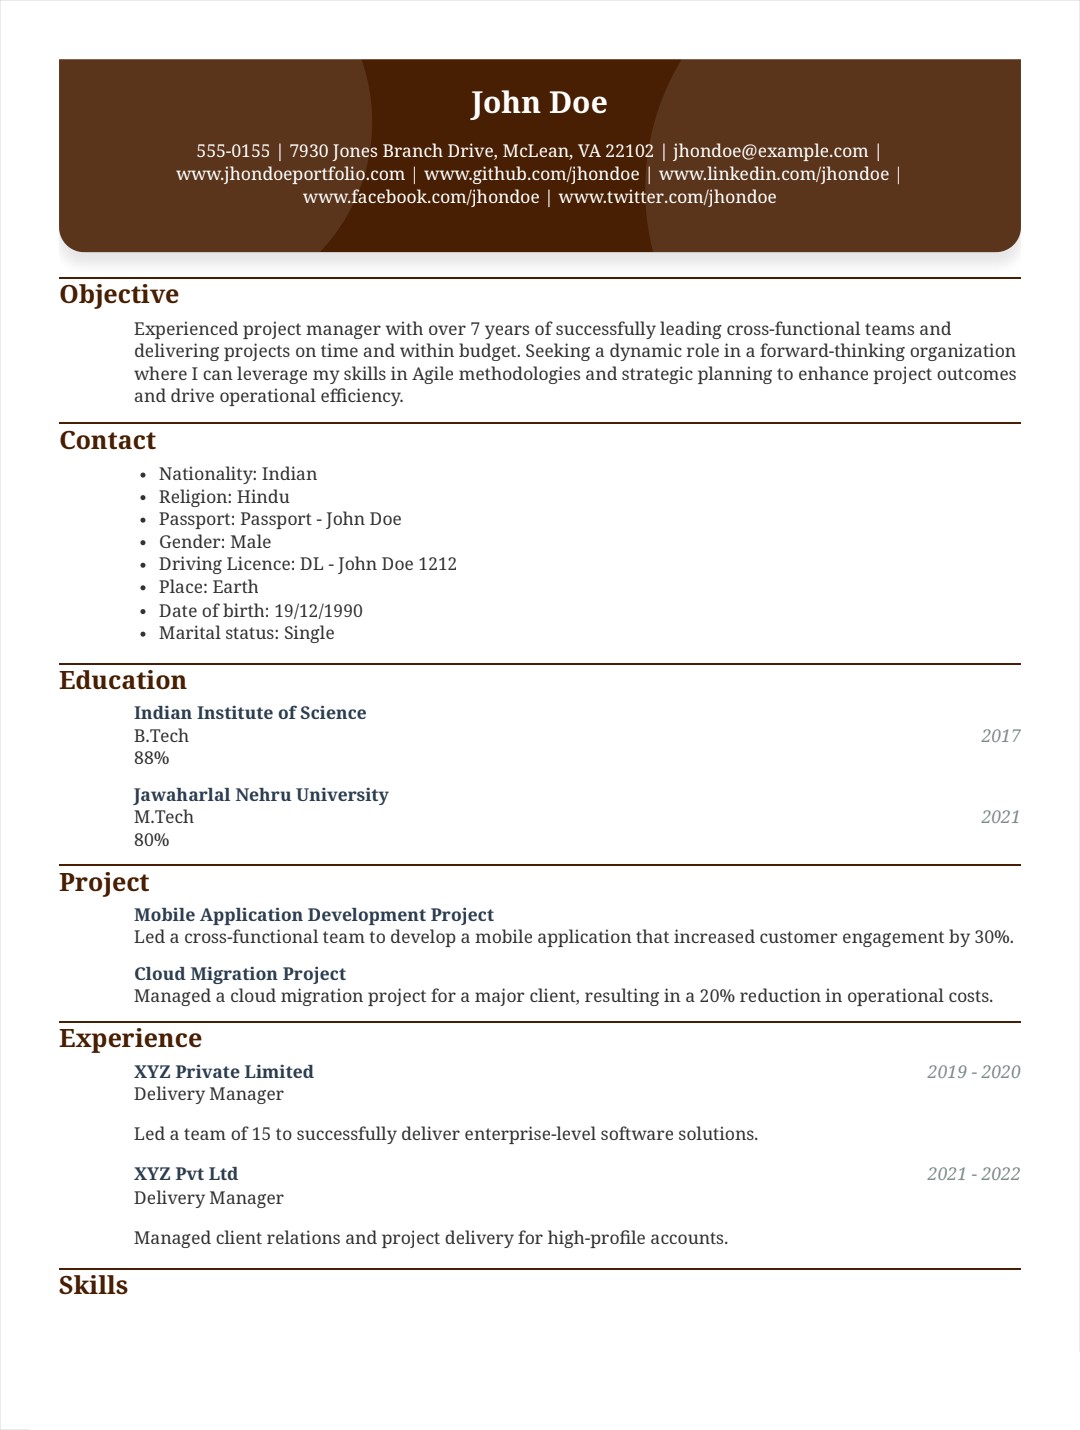 John Doe
555-0155 | 7930 Jones Branch Drive, McLean, VA 22102 | jhondoe@example.com |
www.jhondoeportfolio.com | www.github.com/jhondoe | www.linkedin.com/jhondoe |
www.facebook.com/jhondoe | www.twitter.com/jhondoe
Objective
Experienced project manager with over 7 years of successfully leading cross-functional teams and
delivering projects on time and within budget. Seeking a dynamic role in a forward-thinking organization
where I can leverage my skills in Agile methodologies and strategic planning to enhance project outcomes
and drive operational efficiency.
Contact
• Nationality: Indian
• Religion: Hindu
• Passport: Passport - John Doe
• Gender: Male
• Driving Licence: DL - John Doe 1212
• Place: Earth
• Date of birth: 19/12/1990
• Marital status: Single
Education
Indian Institute of Science
B.Tech 2017
88%
Jawaharlal Nehru University
M.Tech 2021
80%
Project
Mobile Application Development Project
Led a cross-functional team to develop a mobile application that increased customer engagement by 30%.
Cloud Migration Project
Managed a cloud migration project for a major client, resulting in a 20% reduction in operational costs.
Experience
XYZ Private Limited 2019 - 2020
Delivery Manager
Led a team of 15 to successfully deliver enterprise-level software solutions.
XYZ Pvt Ltd 2021 - 2022
Delivery Manager
Managed client relations and project delivery for high-profile accounts.
Skills